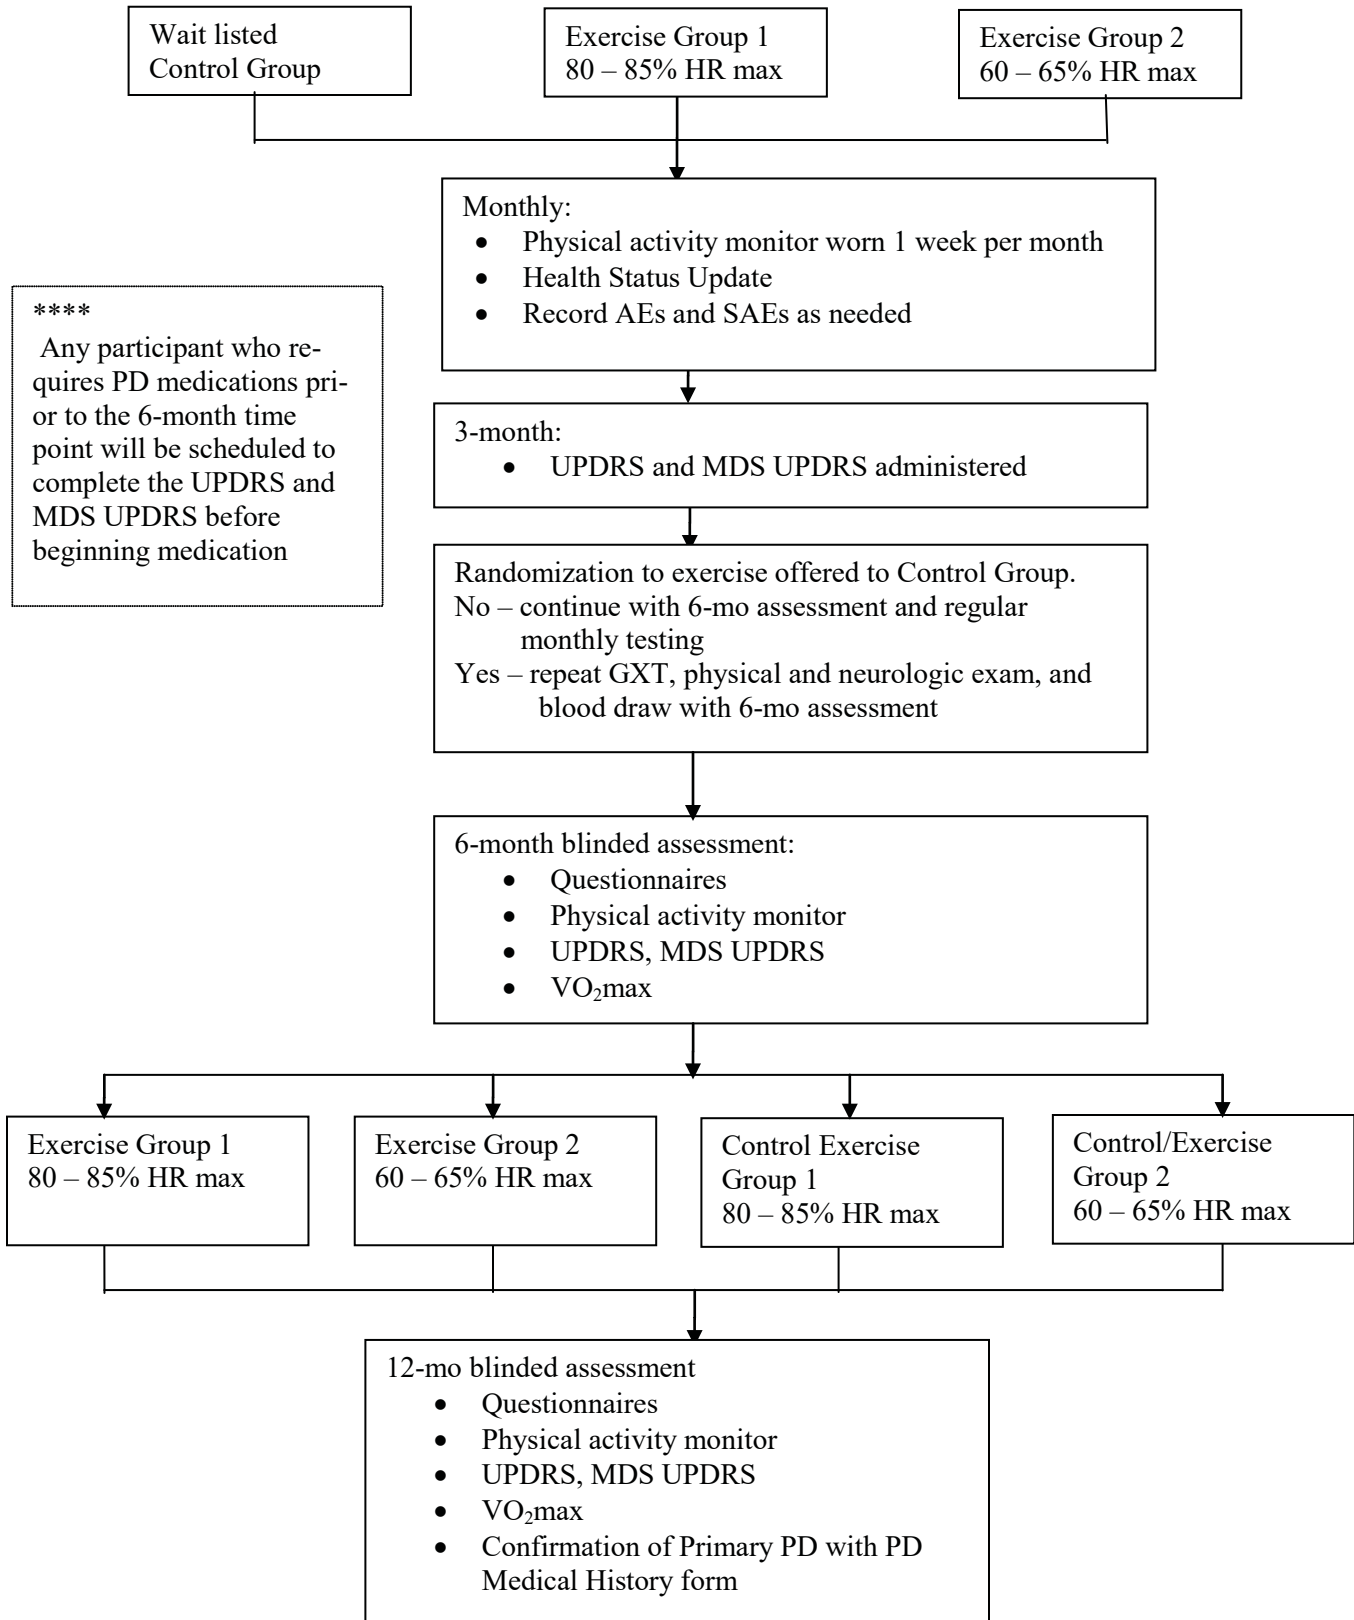 Wait listed
Control Group
Exercise Group 1
80 – 85% HR max
Exercise Group 2
60 – 65% HR max
Monthly:
• Physical activity monitor worn 1 week per month
• Health Status Update
• Record AEs and SAEs as needed
****
Any participant who re-
quires PD medications pri-
or to the 6-month time
point will be scheduled to
complete the UPDRS and
MDS UPDRS before
beginning medication
3-month:
• UPDRS and MDS UPDRS administered
Randomization to exercise offered to Control Group.
No – continue with 6-mo assessment and regular
monthly testing
Yes – repeat GXT, physical and neurologic exam, and
blood draw with 6-mo assessment
6-month blinded assessment:
• Questionnaires
• Physical activity monitor
• UPDRS, MDS UPDRS
• VO₂max
Exercise Group 1
80 – 85% HR max
Exercise Group 2
60 – 65% HR max
Control Exercise
Group 1
80 – 85% HR max
Control/Exercise
Group 2
60 – 65% HR max
12-mo blinded assessment
• Questionnaires
• Physical activity monitor
• UPDRS, MDS UPDRS
• VO₂max
• Confirmation of Primary PD with PD
Medical History form